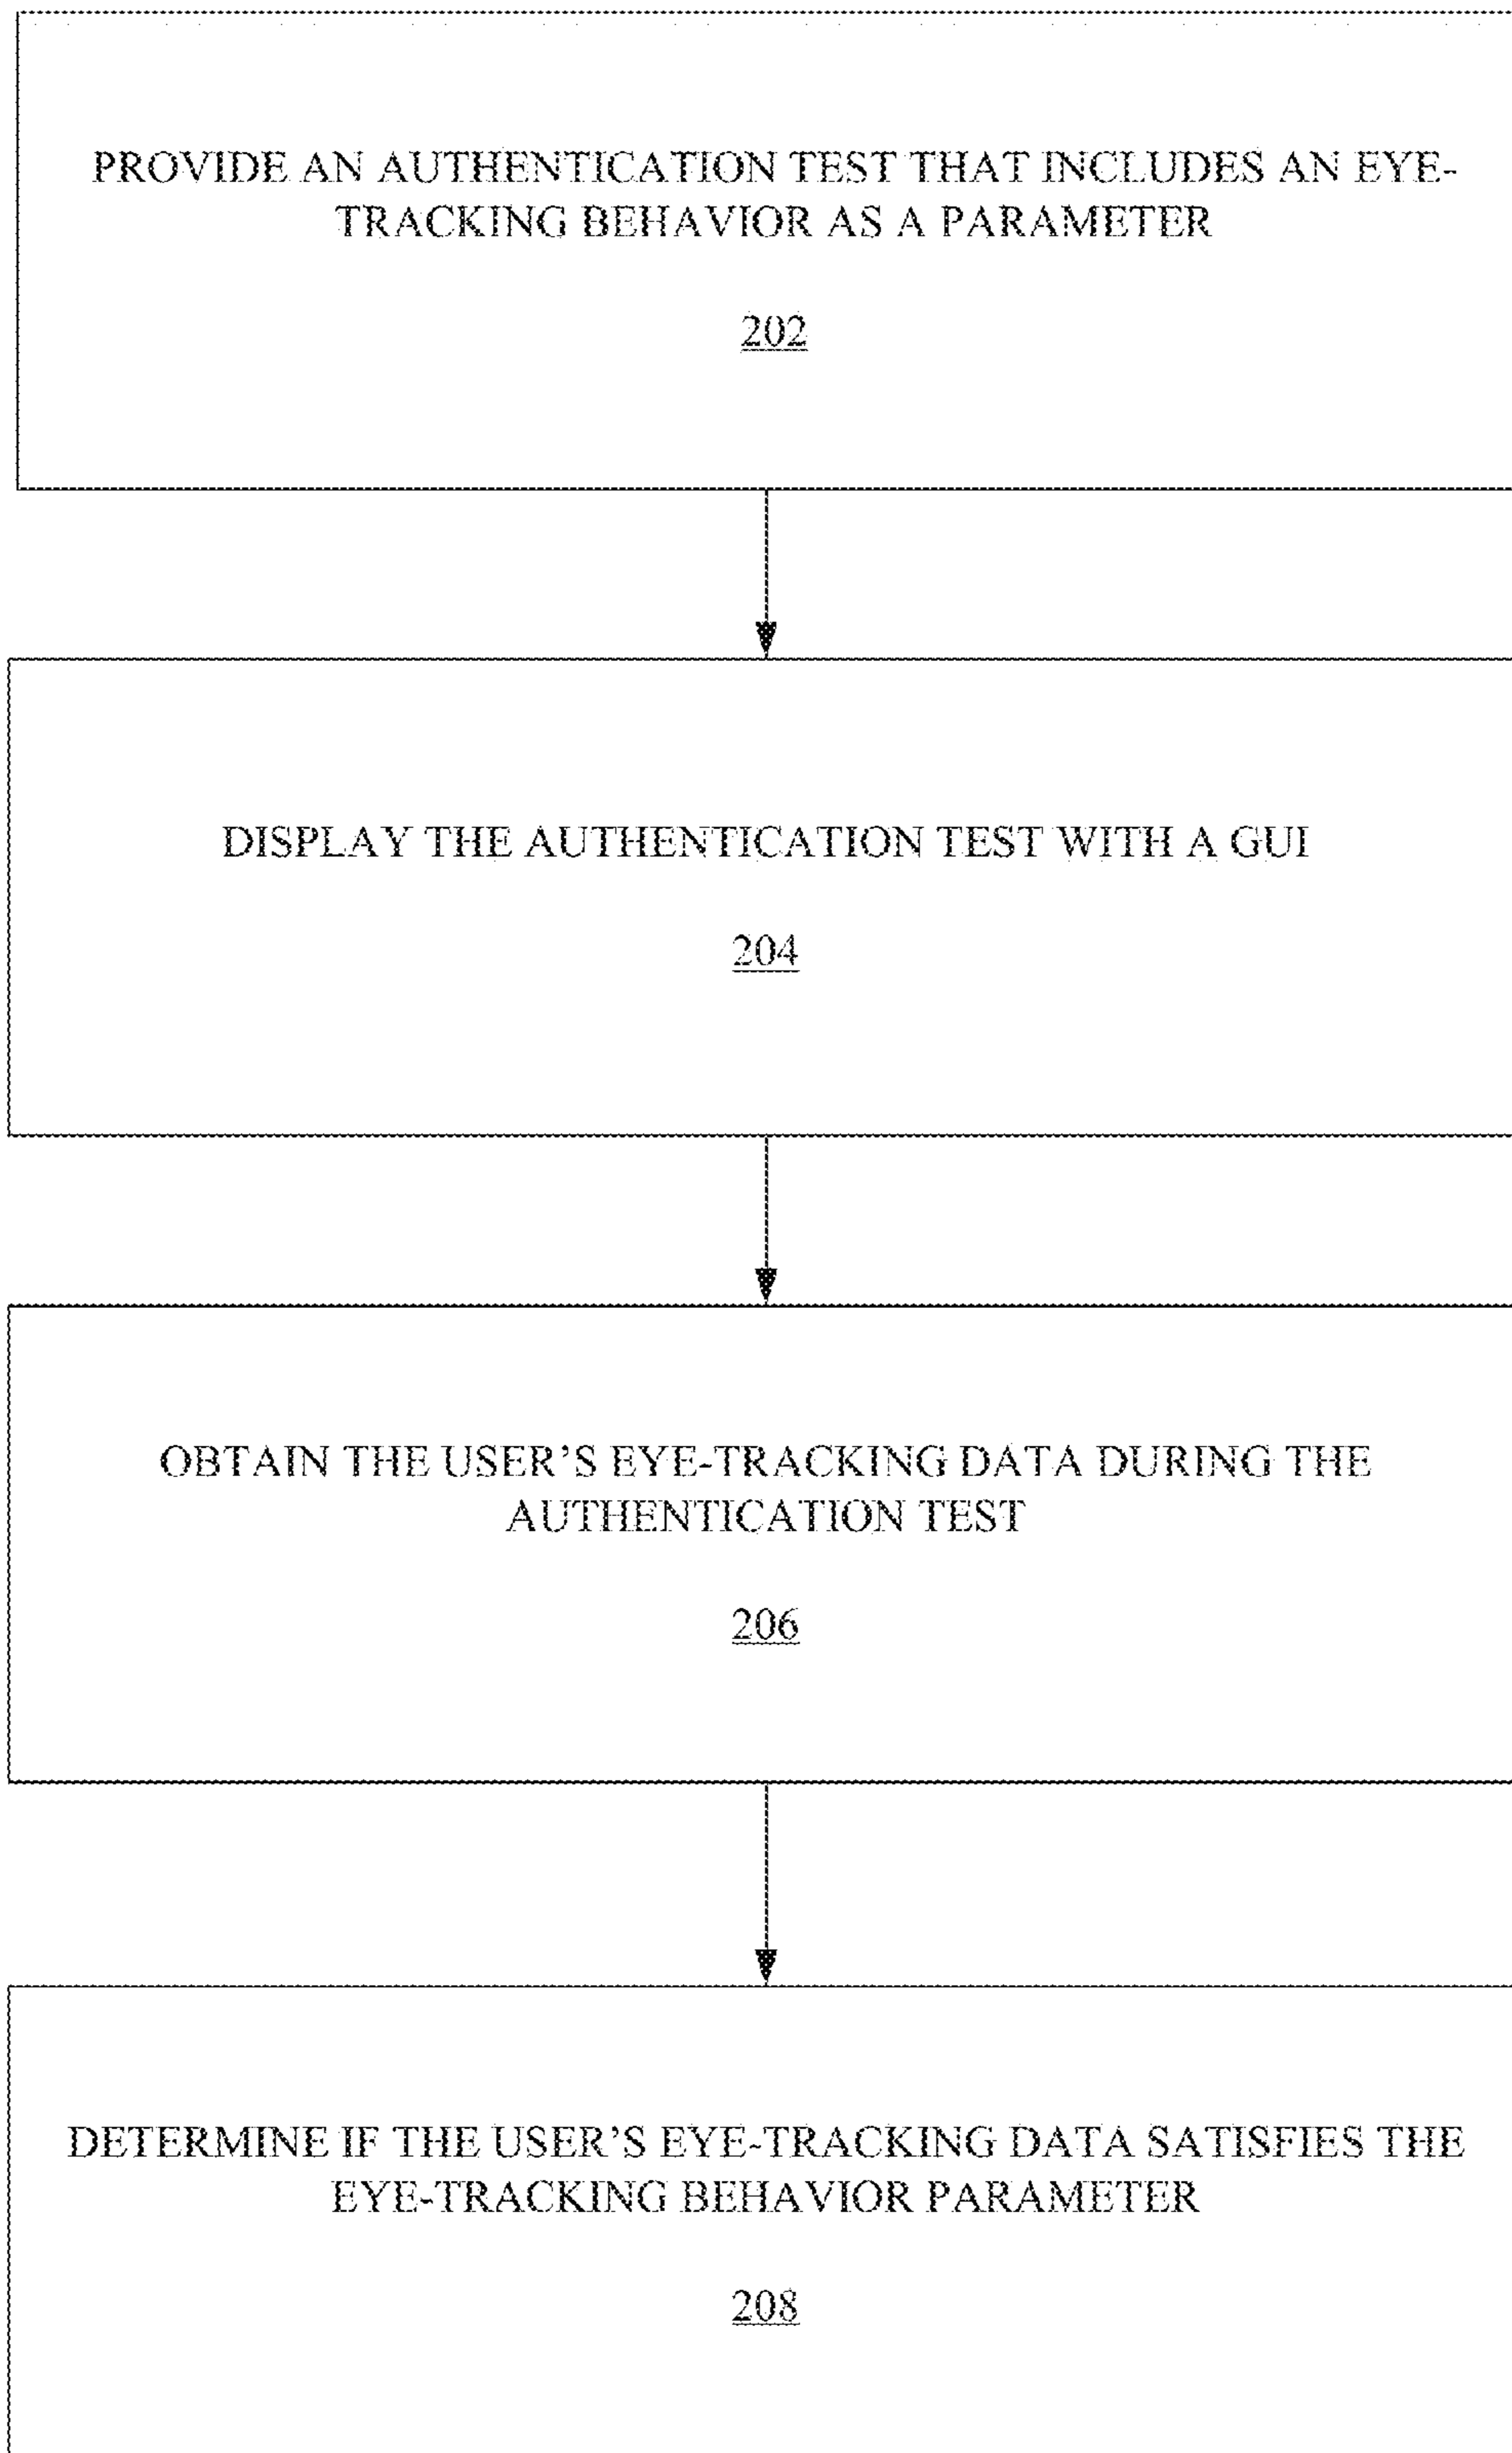 PROVIDE AN AUTHENTICATION TEST THAT INCLUDES AN EYE-
TRACKING BEHAVIOR AS A PARAMETER
202
DISPLAY THE AUTHENTICATION TEST WITH A GUI
204
OBTAIN THE USER’S EYE-TRACKING DATA DURING THE
AUTHENTICATION TEST
206
DETERMINE IF THE USER’S EYE-TRACKING DATA SATISFIES THE
EYE-TRACKING BEHAVIOR PARAMETER
208